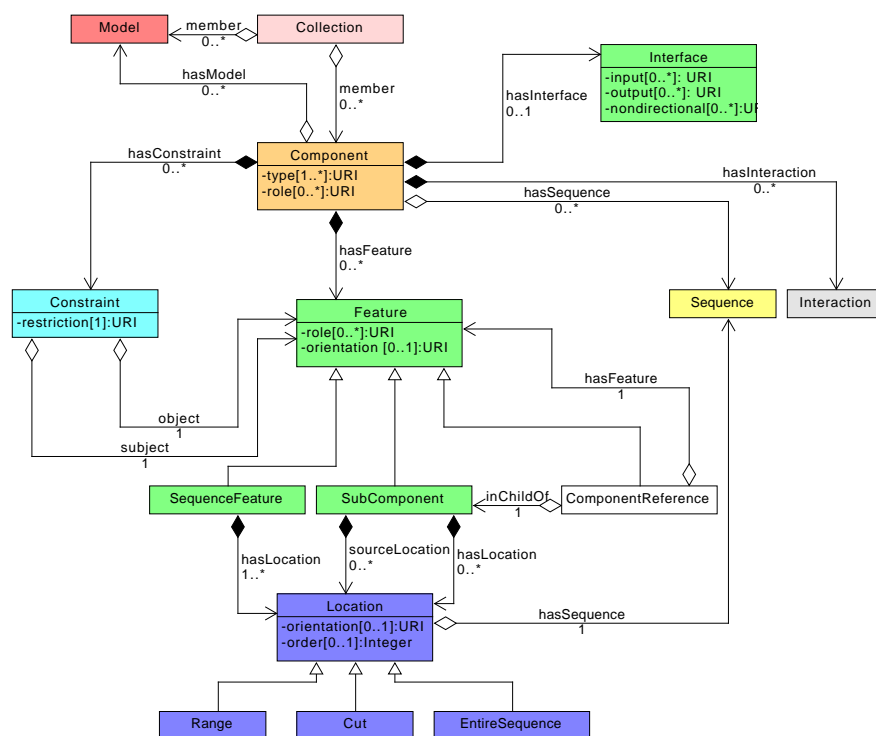 Model
member
0..*
Collection
hasModel
0..*
member
0..*
Interface
-input[0..*]: URI
-output[0..*]: URI
-nondirectional[0..*]:UF
hasInterface
0..1
hasConstraint
0..*
Component
-type[1..*]:URI
-role[0..*]:URI
hasInteraction
0..*
hasSequence
0..*
hasFeature
0..*
Constraint
-restriction[1]:URI
Feature
-role[0..*]:URI
-orientation [0..1]:URI
Sequence
Interaction
hasFeature
1
object
1
subject
1
SequenceFeature
SubComponent
inChildOf
1
ComponentReference
hasLocation
1..*
sourceLocation
0..*
hasLocation
0..*
Location
-orientation[0..1]:URI
-order[0..1]:Integer
hasSequence
1
Range
Cut
EntireSequence